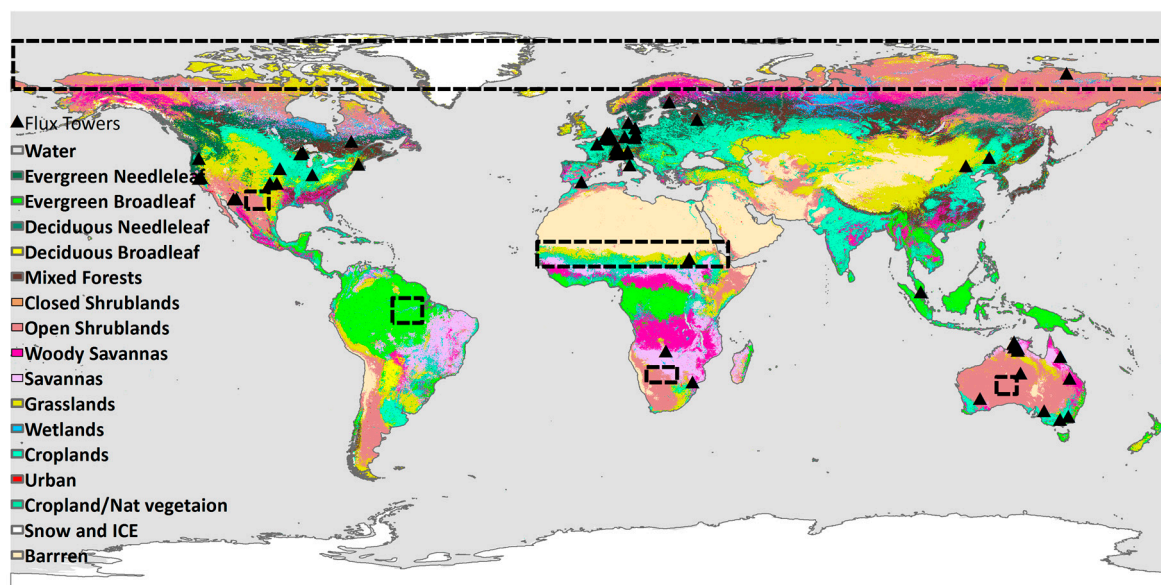 Flux Towers
Water
Evergreen Needleleaf
Evergreen Broadleaf
Deciduous Needleleaf
Deciduous Broadleaf
Mixed Forests
Closed Shrublands
Open Shrublands
Woody Savannas
Savannas
Grasslands
Wetlands
Croplands
Urban
Cropland/Nat vegetaion
Snow and ICE
Barrren